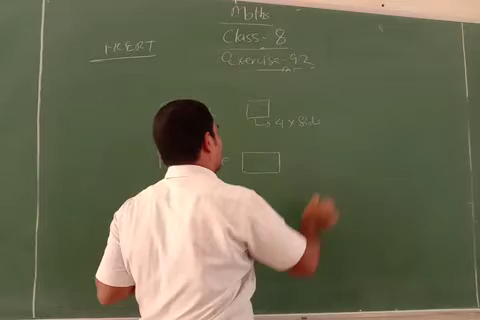 Maths
Class- 8
NCERT
Exercise-9.2
4 x Side